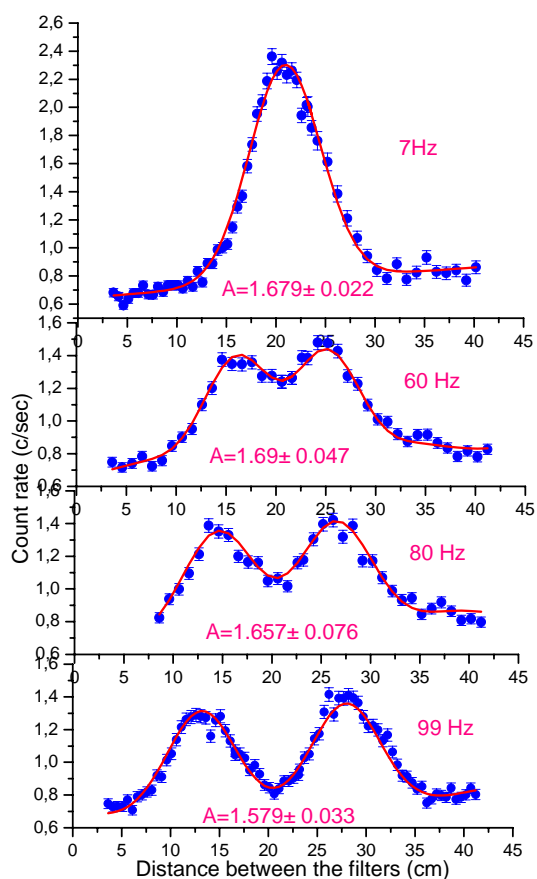 2,6
2,4
2,2
2,0
1,8
1,6
1,4
1,2
1,0
0,8
0,6
7Hz
A=1.679± 0.022
0 5 10 15 20 25 30 35 40 45
1,6
1,4
1,2
1,0
0,8
0,6
60 Hz
A=1.69± 0.047
0 5 10 15 20 25 30 35 40 45
1,6
1,4
1,2
1,0
0,8
0,6
80 Hz
A=1.657± 0.076
0 5 10 15 20 25 30 35 40 45
1,6
1,4
1,2
1,0
0,8
0,6
99 Hz
A=1.579± 0.033
0 5 10 15 20 25 30 35 40 45
Distance between the filters (cm)
Count rate (c/sec)